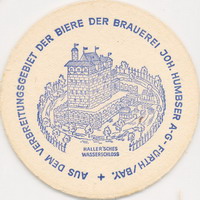 AUS DEM VERBREITUNGSGEBIET DER BIERE DER BRAUEREI JOH. HUMBSER A-G-FÜRTH/BAY. +
HALLER'SCHES
WASSERSCHLOSS